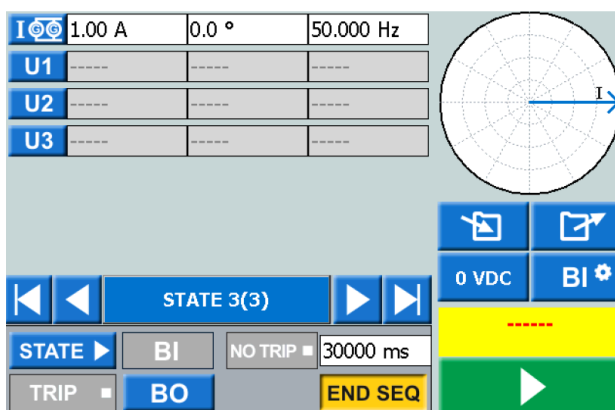 I 1.00 A 0.0 ° 50.000 Hz
U1 ----- ----- -----
U2 ----- ----- -----
U3 ----- ----- -----
I
0 VDC BI
STATE 3(3)
------
STATE BI NO TRIP 30000 ms
TRIP BO END SEQ